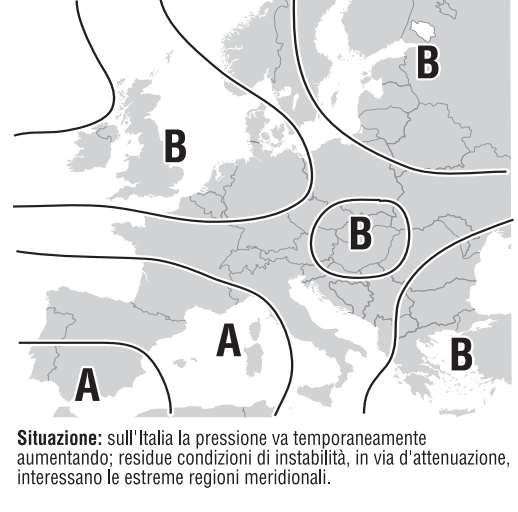 B
B
B
A
B
A
Situazione: sull'Italia la pressione va temporaneamente
aumentando; residue condizioni di instabilità, in via d'attenuazione,
interessano le estreme regioni meridionali.